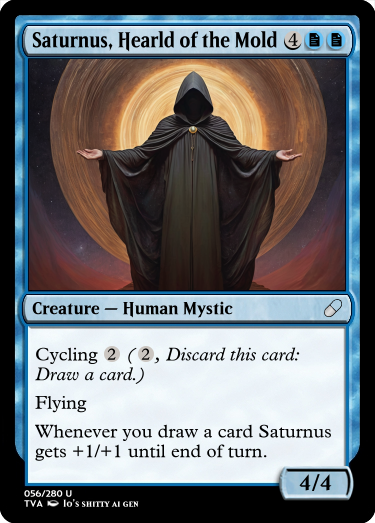 Saturnus, Hearld of the Mold 4
Creature — Human Mystic
Cycling 2 (2, Discard this card:
Draw a card.)
Flying
Whenever you draw a card Saturnus
gets +1/+1 until end of turn.
4/4
056/280 U
TVA Io's shitty ai gen